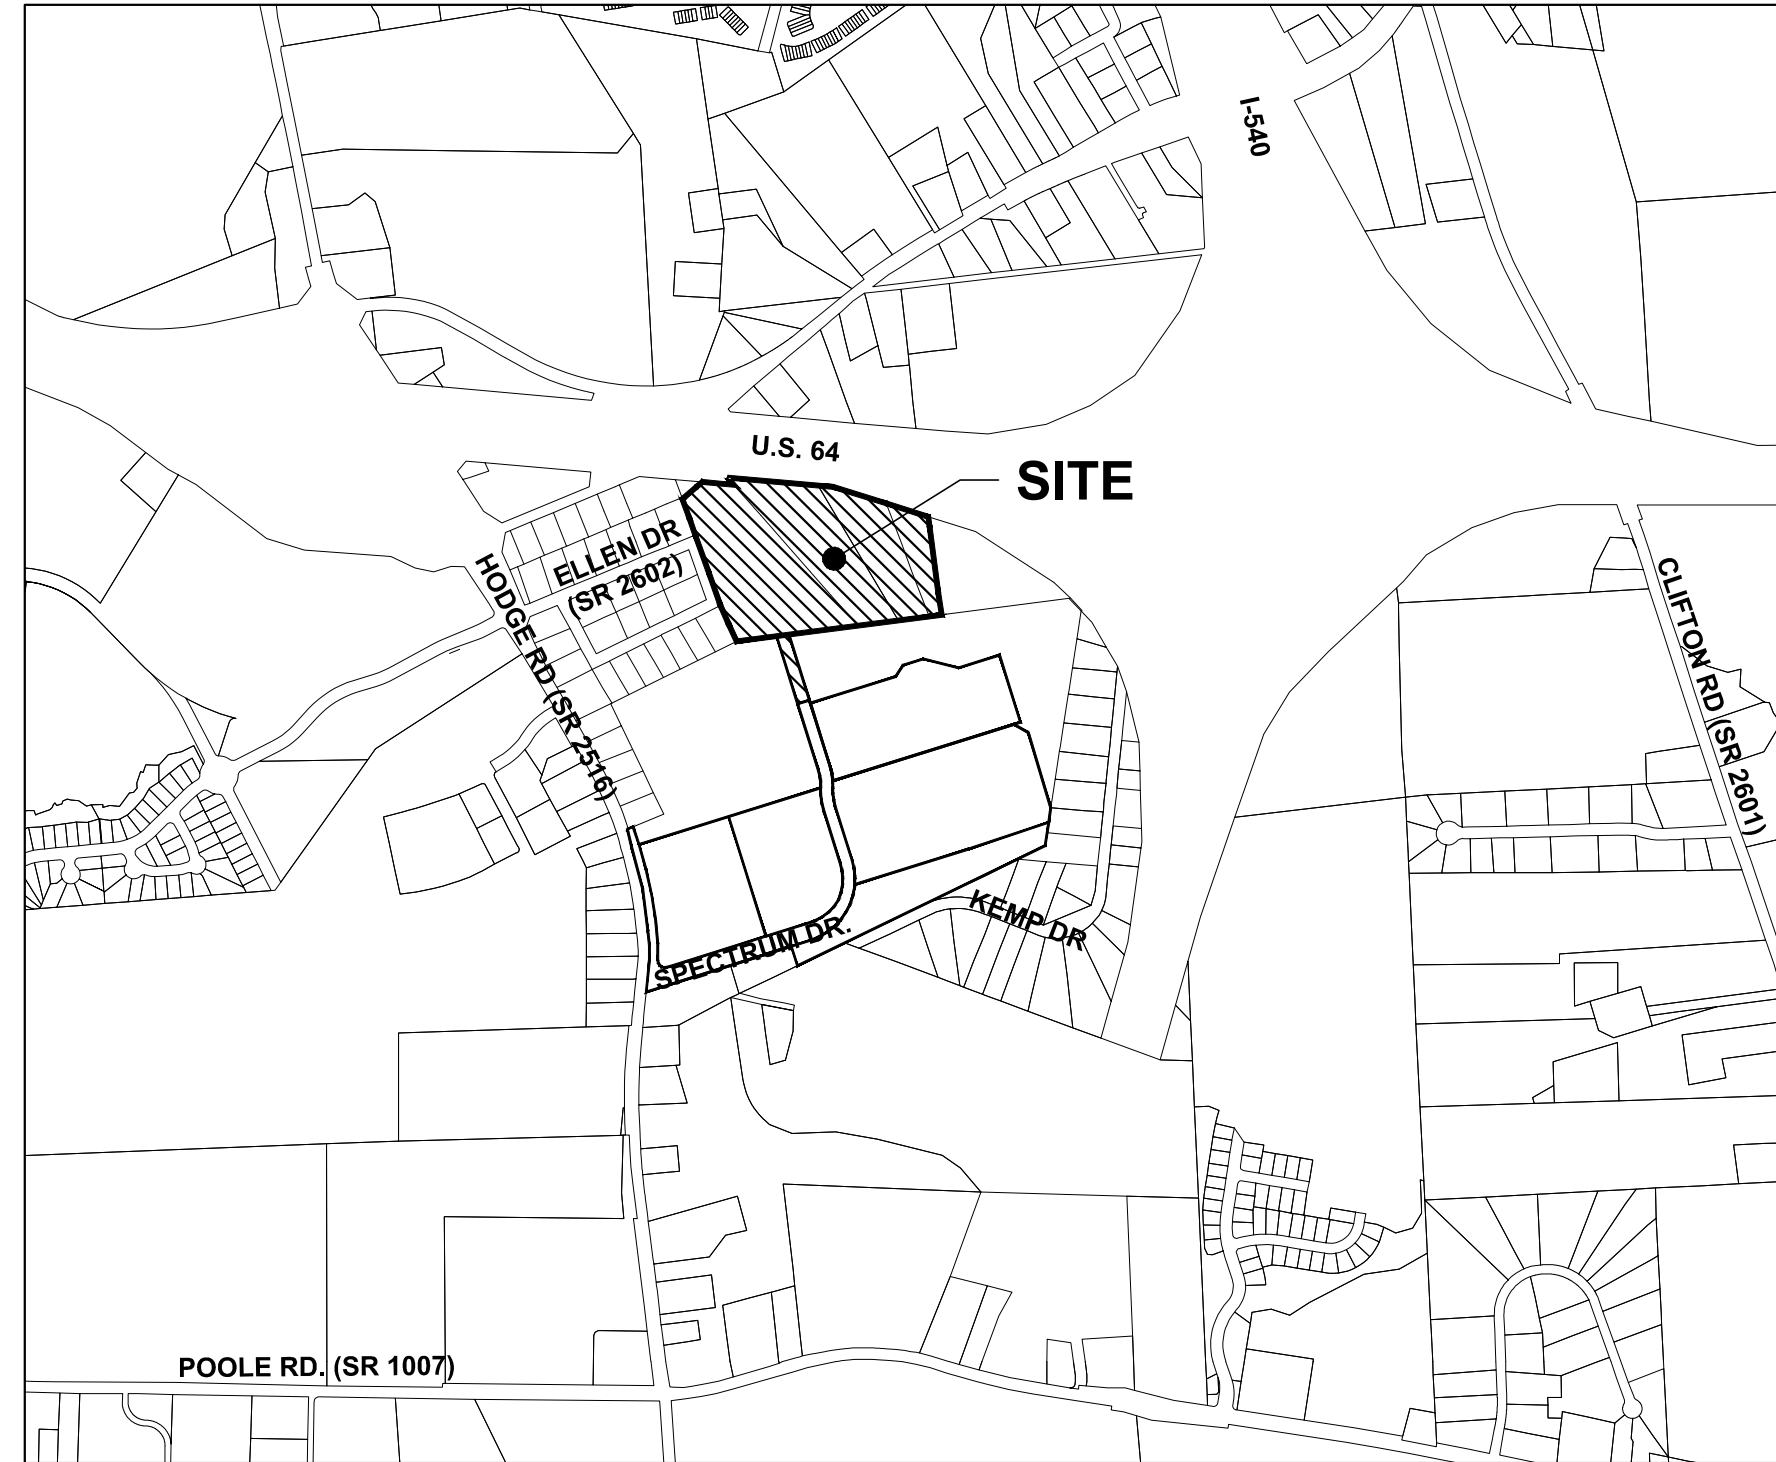 I-540
U.S. 64
SITE
ELLEN DR
(SR 2602)
HODGE RD (SR 2516)
CLIFTON RD (SR 2601)
KEMP DR
SPECTRUM DR.
POOLE RD. (SR 1007)